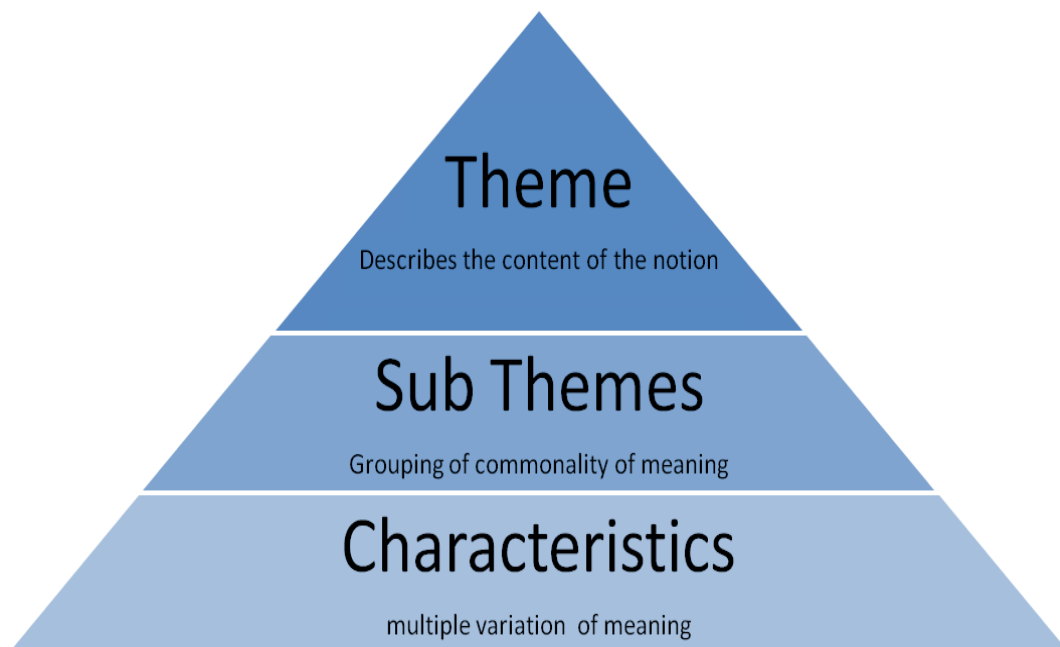 Theme
Describes the content of the notion
Sub Themes
Grouping of commonality of meaning
Characteristics
multiple variation of meaning